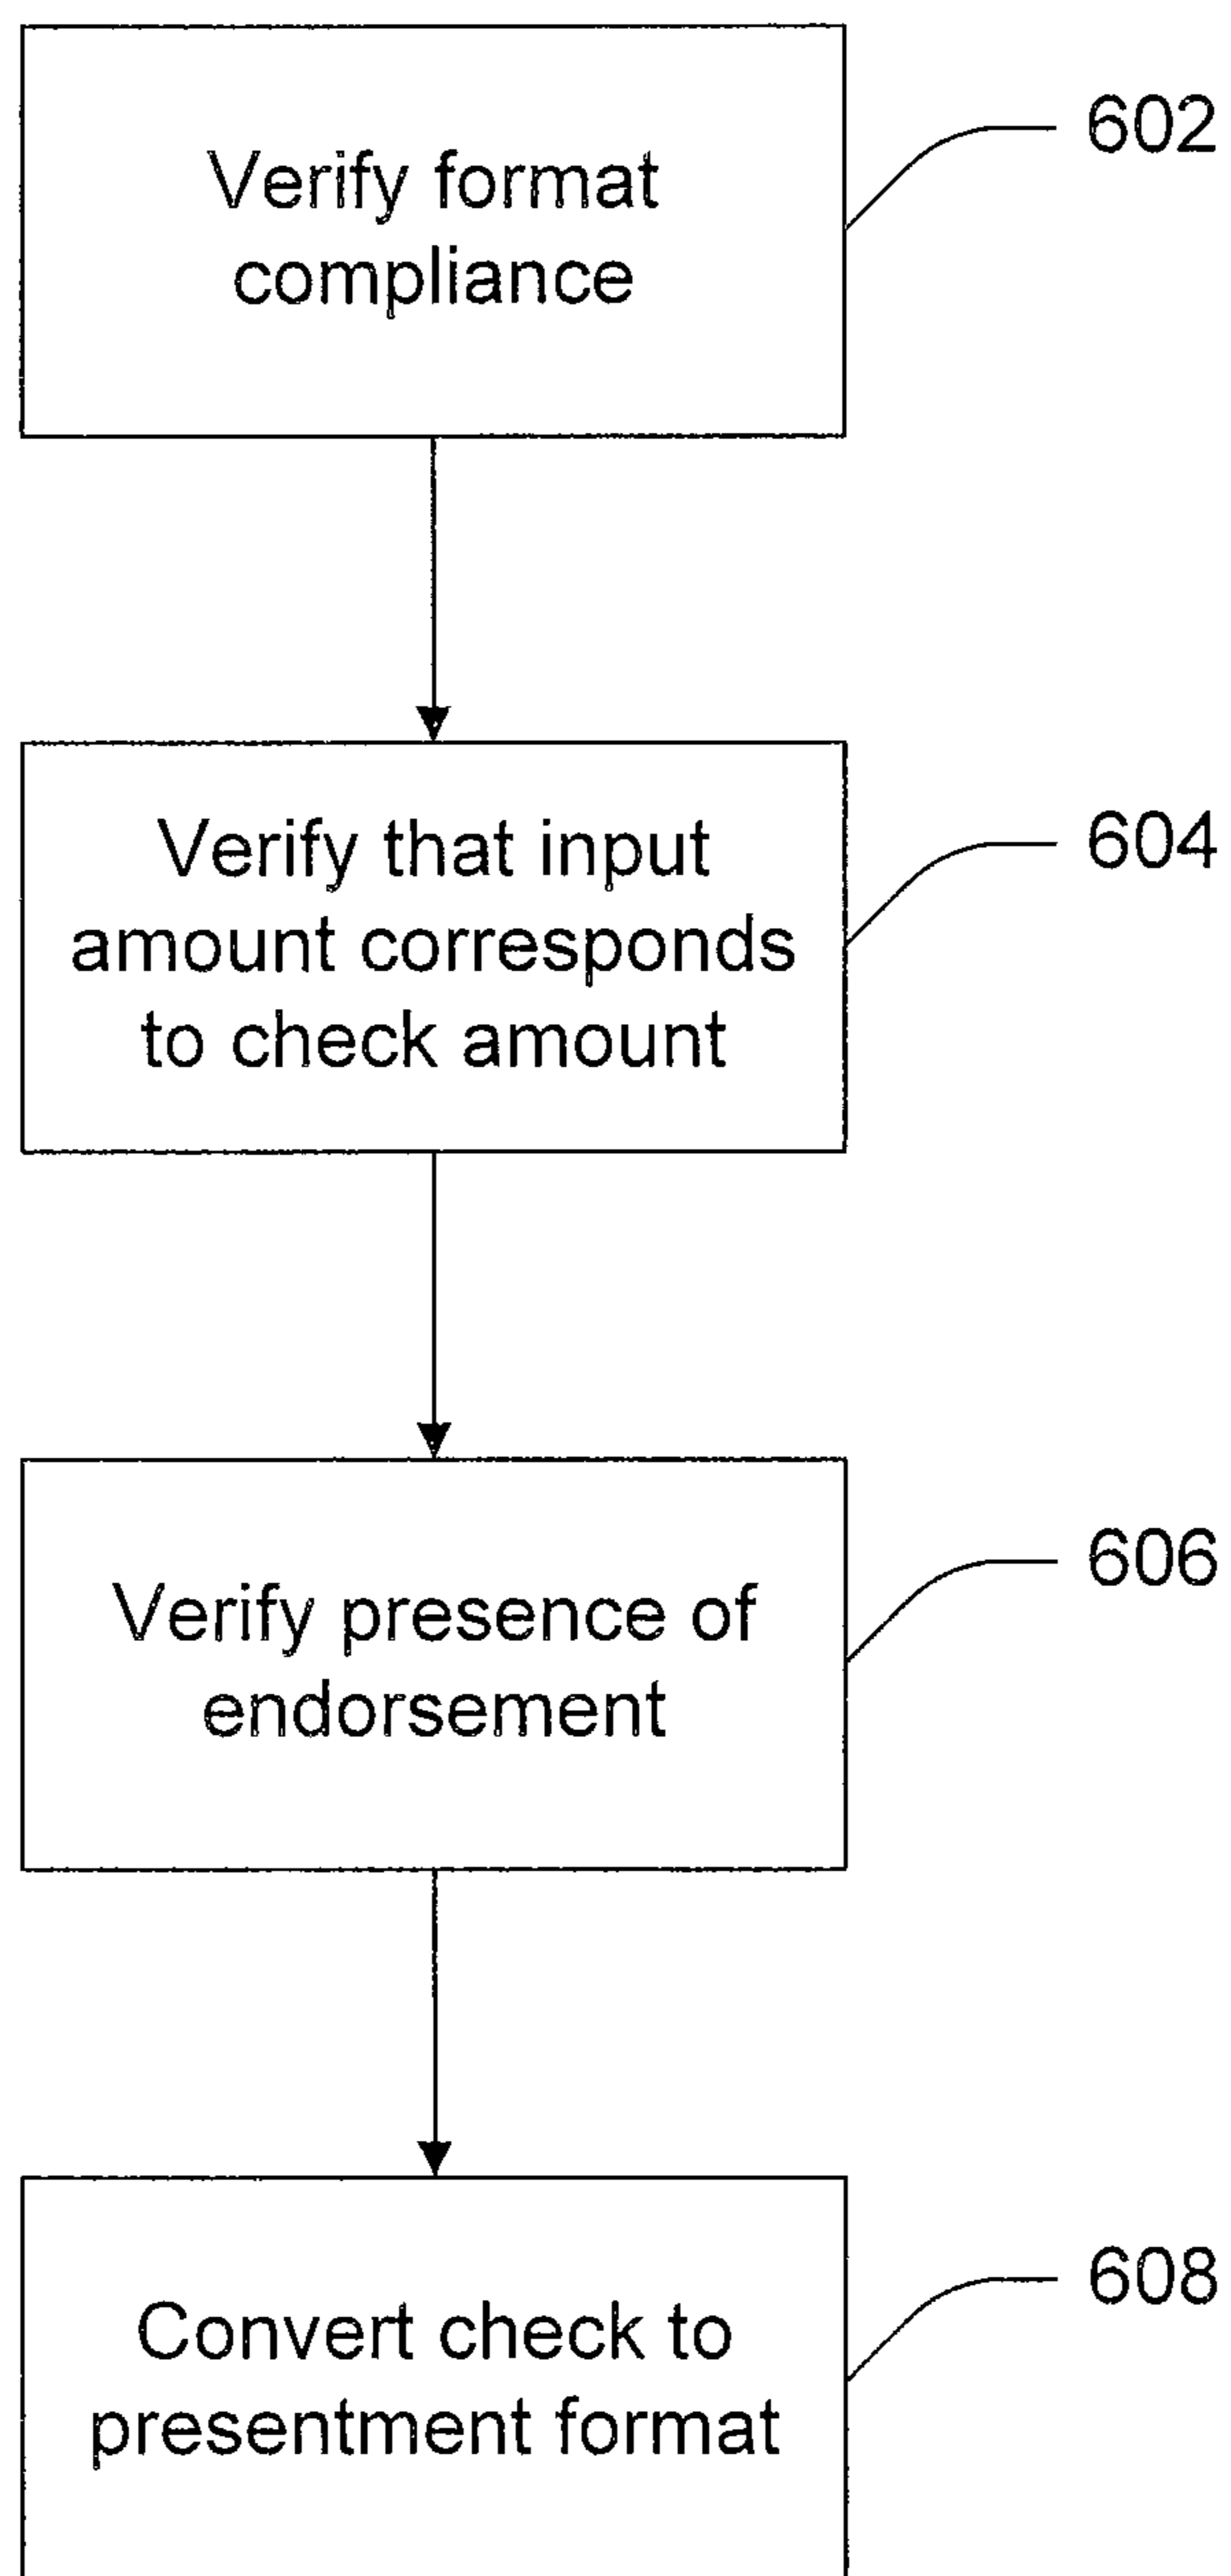 Verify format
compliance
602
Verify that input
amount corresponds
to check amount
604
Verify presence of
endorsement
606
Convert check to
presentment format
608